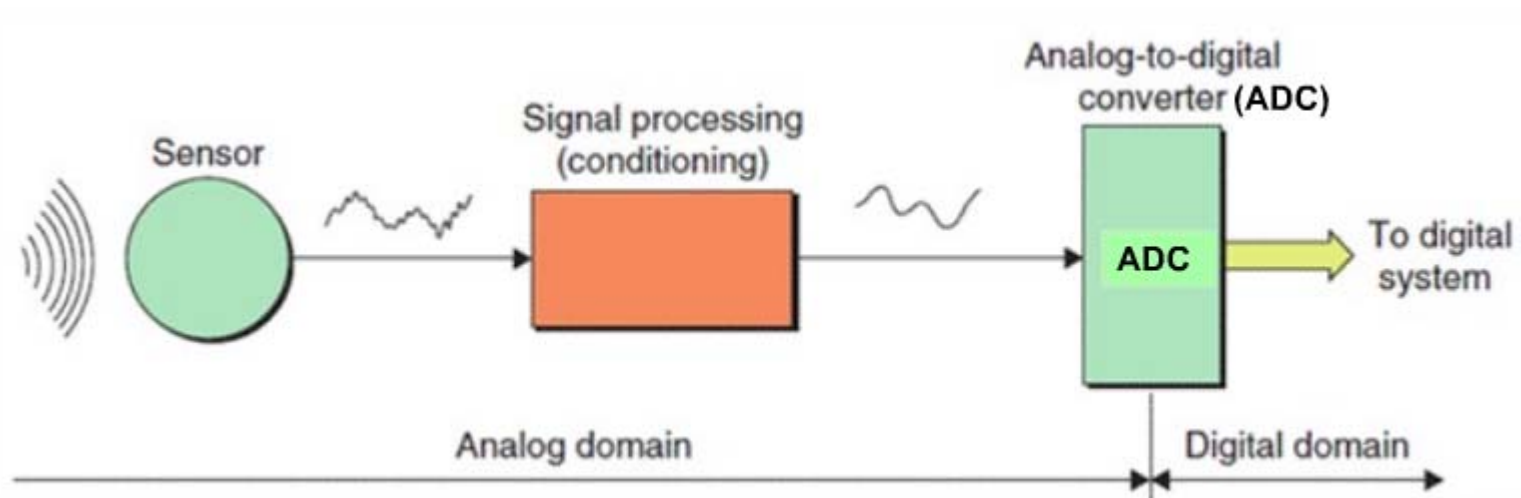 Sensor
Signal processing
(conditioning)
Analog-to-digital
converter (ADC)
ADC
To digital
system
Analog domain
Digital domain